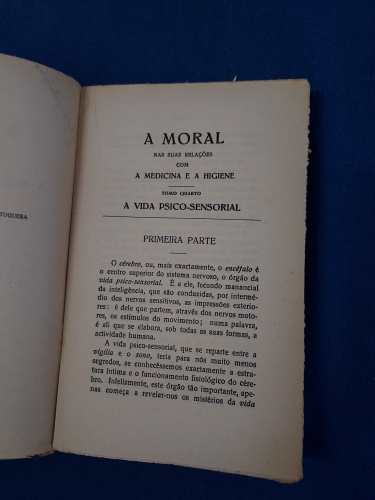 TUGUERA
A MORAL
NAS SUAS RELAÇÕES
COM
A MEDICINA E A HIGIENE
TOMO QUARTO
A VIDA PSICO-SENSORIAL
PRIMEIRA PARTE
O cérebro, ou, mais exactamente, o encéfalo é
o centro superior do sistema nervoso, o órgão da
vida psico-sensorial. É a ele, fecundo manancial
da inteligência, que são conduzidas, por intermé-
dio dos nervos sensitivos, as impressões exterio-
res: é dele que partem, através dos nervos moto-
res, os estímulos do movimento; numa palavra,
é ali que se elabora, sob todas as suas formas, a
actividade humana.
A vida psico-sensorial, que se reparte entre a
vigília e o sono, teria para nós muito menos
segredos, se conhecêssemos exactamente a estru-
tura íntima e o funcionamento fisiológico do cére-
bro. Infelizmente, este órgão tão importante, ape-
nas começa a revelar-nos os mistérios da vida